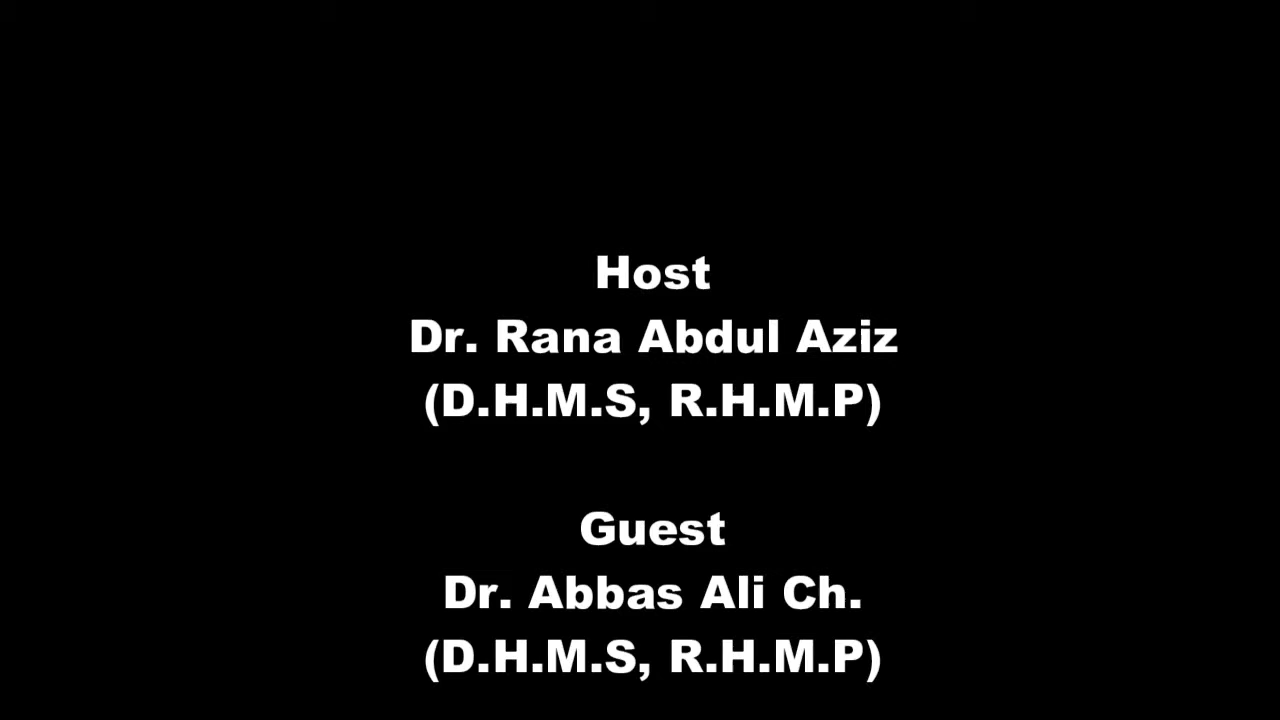 Host
Dr. Rana Abdul Aziz
(D.H.M.S, R.H.M.P)
Guest
Dr. Abbas Ali Ch.
(D.H.M.S, R.H.M.P)